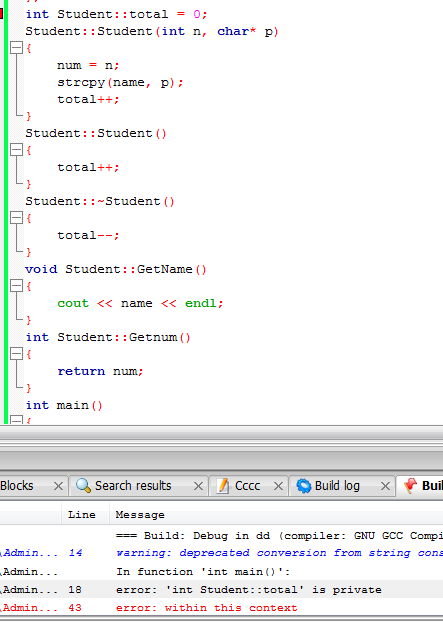 int Student::total = 0;
Student::Student(int n, char* p)
{
num = n;
strcpy(name, p);
total++;
}
Student::Student()
{
total++;
}
Student::~Student()
{
total--;
}
void Student::GetName()
{
cout << name << endl;
}
int Student::Getnum()
{
return num;
}
int main()
{
Blocks Search results Cccc Build log Buil
Line Message
=== Build: Debug in dd (compiler: GNU GCC Compi
\Admin... 14 warning: deprecated conversion from string cons
\Admin... In function 'int main()':
\Admin... 18 error: 'int Student::total' is private
\Admin... 43 error: within this context